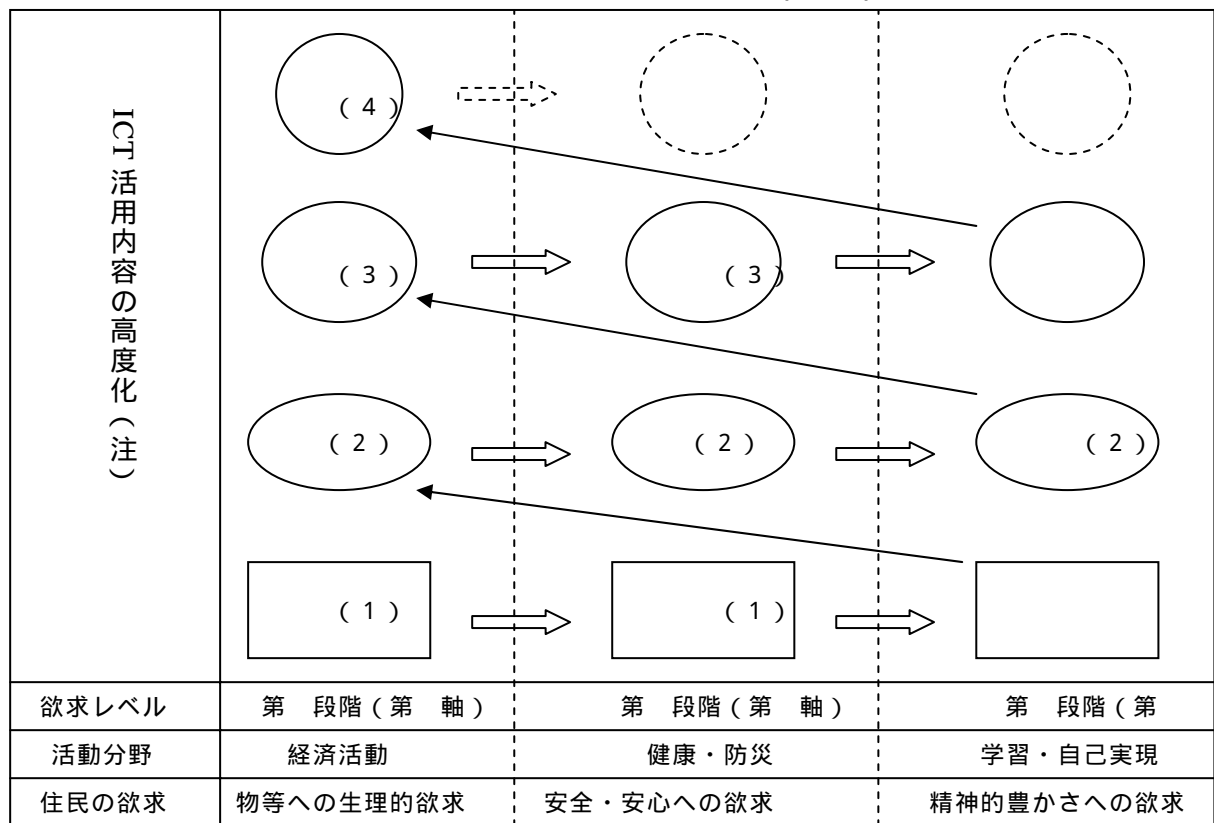 ICT 活用内容の高度化(注)
(4)
(3)
(3)
(2)
(2)
(2)
(1)
(1)
欲求レベル 第 段階(第 軸) 第 段階(第 軸) 第 段階(第
活動分野 経済活動 健康・防災 学習・自己実現
住民の欲求 物等への生理的欲求 安全・安心への欲求 精神的豊かさへの欲求